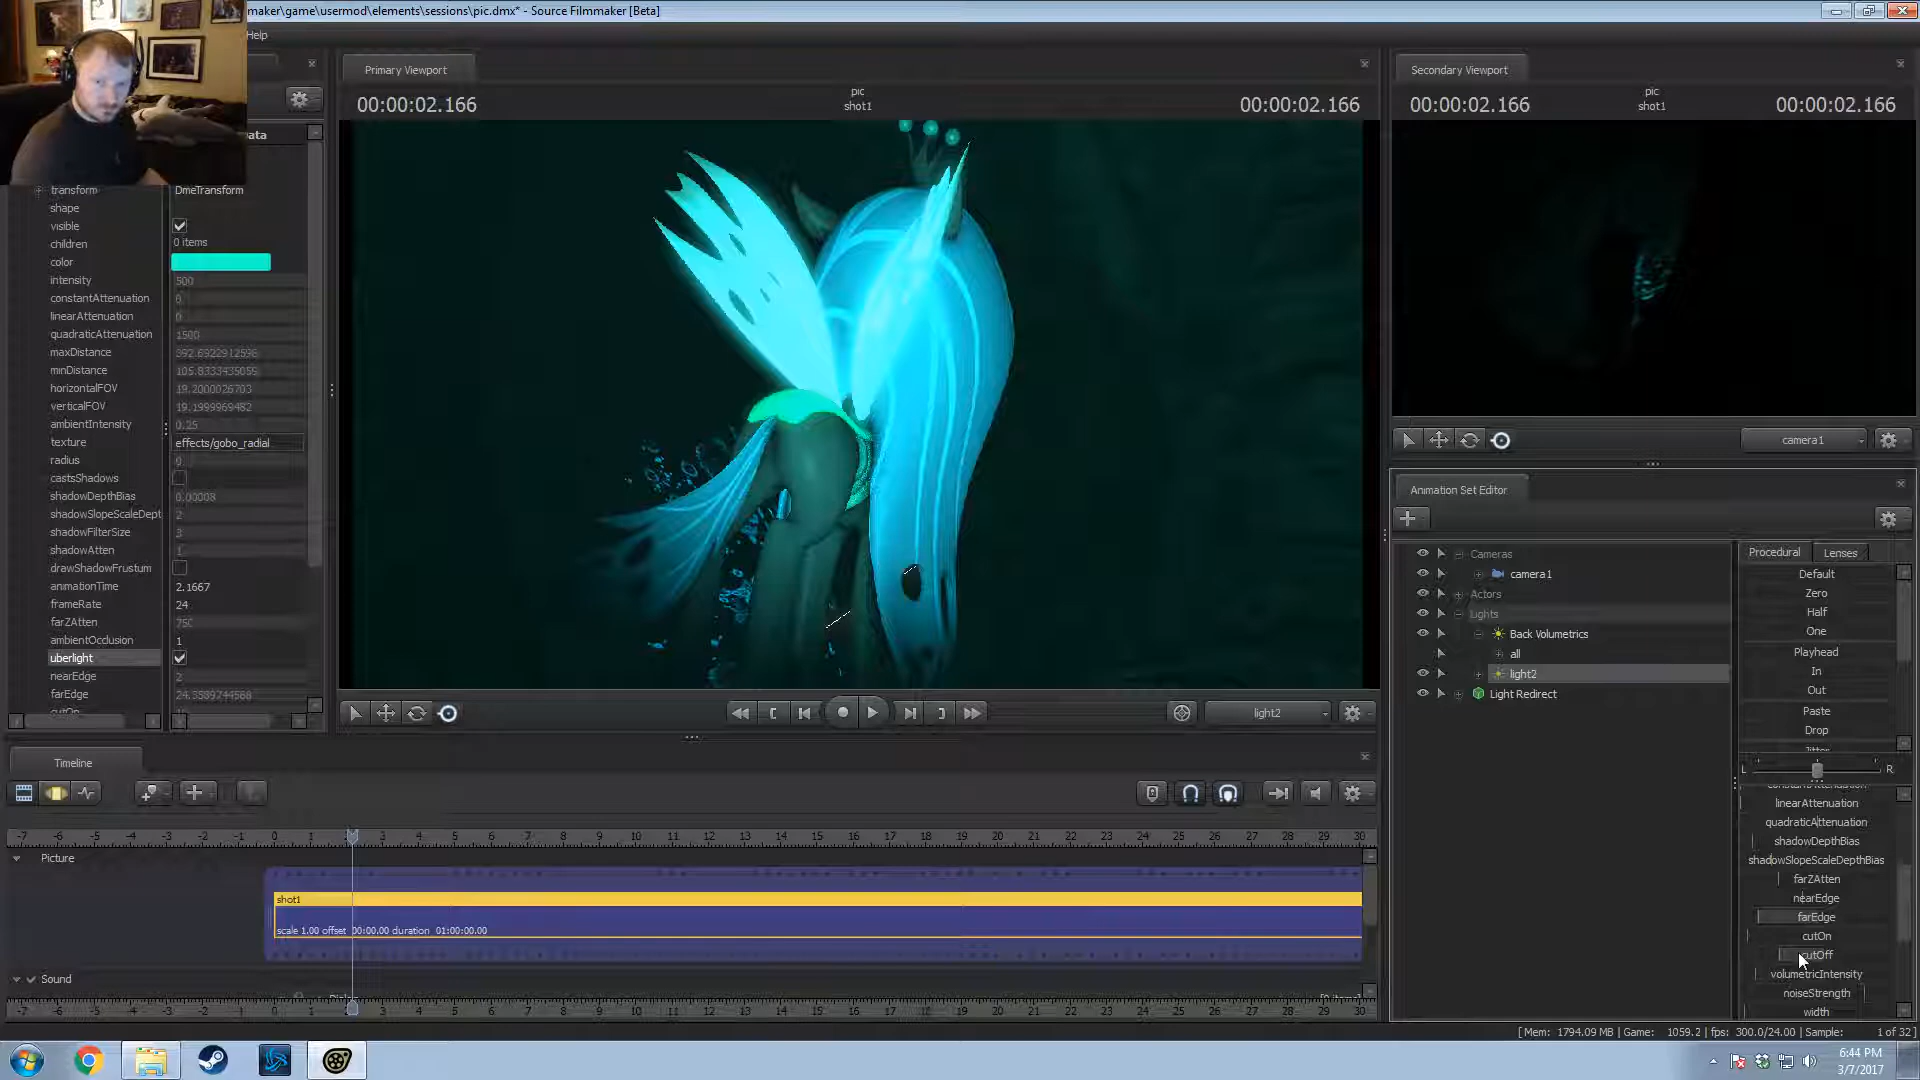 maker\game\usermod\elements\sessions\pic.dmx* - Source Filmmaker [Beta]
Help
Primary Viewport
00:00:02.166
pic
shot1
00:00:02.166
Secondary Viewport
00:00:02.166
pic
shot1
00:00:02.166
ata
transform DmeTransform
shape
visible
children 0 items
color
intensity 500
constantAttenuation 0
linearAttenuation 0
quadraticAttenuation 1500
maxDistance 392.6922912598
minDistance 105.8333435059
horizontalFOV 19.2000026703
verticalFOV 19.1999969482
ambientIntensity 0.25
texture effects/gobo_radial
radius 0
castsShadows
shadowDepthBias 0.00008
shadowSlopeScaleDept 2
shadowFilterSize 3
shadowAtten 1
drawShadowFrustum
animationTime 2.1667
frameRate 24
farZAtten 750
ambientOcclusion 1
uberlight
nearEdge 2
farEdge 24.5589744568
cutOn
light2
camera1
Animation Set Editor
Cameras
camera1
Actors
Lights
Back Volumetrics
all
light2
Light Redirect
Procedural Lenses
Default
Zero
Half
One
Playhead
In
Out
Paste
Drop
Jitter
L R
constantAttenuation
linearAttenuation
quadraticAttenuation
shadowDepthBias
shadowSlopeScaleDepthBias
farZAtten
nearEdge
farEdge
cutOn
cutOff
volumetricIntensity
noiseStrength
width
Timeline
-7 -6 -5 -4 -3 -2 -1 0 1 3 4 5 6 7 8 9 10 11 12 13 14 15 16 17 18 19 20 21 22 23 24 25 26 27 28 29 30
Picture
shot1
scale 1.00 offset 00:00.00 duration 01:00:00.00
Sound
-7 -6 -5 -4 -3 -2 -1 0 1 3 4 5 6 7 8 9 10 11 12 13 14 15 16 17 18 19 20 21 22 23 24 25 26 27 28 29 30
[ Mem: 1794.09 MB | Game: 1059.2 | fps: 300.0/24.00 | Sample: 1 of 32 ]
6:44 PM
3/7/2017